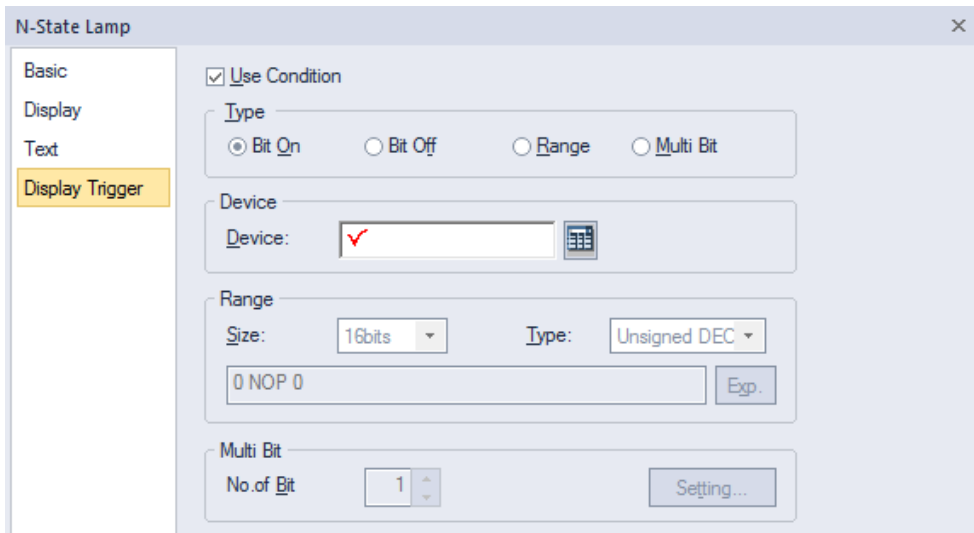 N-State Lamp
Basic
Display
Text
Display Trigger
Use Condition
Type
Bit On Bit Off Range Multi Bit
Device
Device:
Range
Size: 16bits Type: Unsigned DEC
0 NOP 0 Exp.
Multi Bit
No.of Bit 1 Setting...